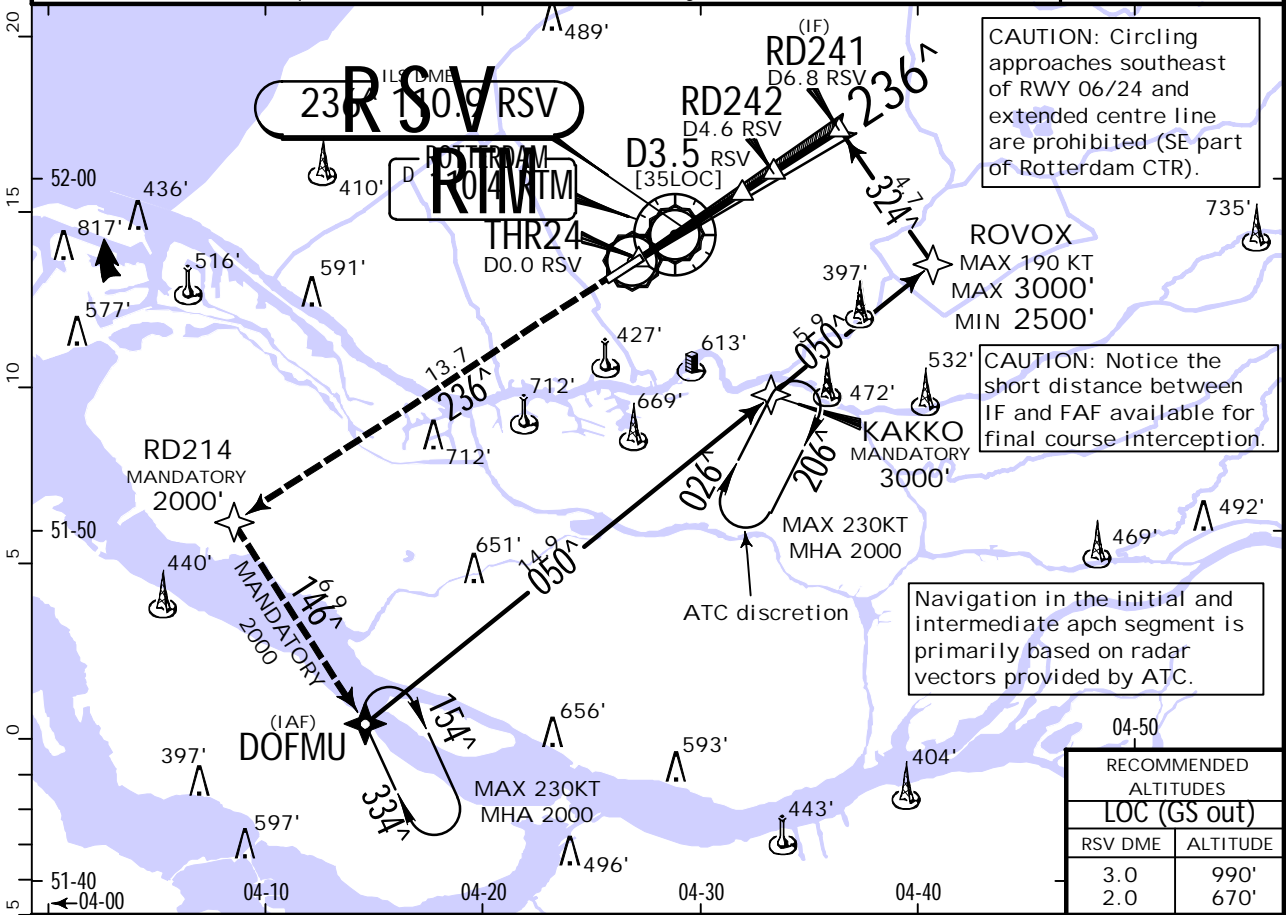 20
489'
(IF)
RD241
D6.8 RSV
236^
CAUTION: Circling
approaches southeast
of RWY 06/24 and
extended centre line
are prohibited (SE part
of Rotterdam CTR).
ILS DME
236^ 110.9 RSV
RSV
RD242
D4.6 RSV
D3.5 RSV
[35LOC]
ROTTERDAM
D 110.4 RTM
RTM
410'
52-00
15
436'
817'
516'
591'
577'
THR24
D0.0 RSV
4.7
324^
735'
ROVOX
MAX 190 KT
MAX 3000'
MIN 2500'
397'
5.9
050^
427'
613'
532'
10
13.7
236^
712'
669'
472'
712'
CAUTION: Notice the
short distance between
IF and FAF available for
final course interception.
KAKKO
MANDATORY
3000'
RD214
MANDATORY
2000'
026^
206^
MAX 230KT
MHA 2000
492'
469'
51-50
5
440'
651'
14.9
050^
6.9
146^
MANDATORY
2000
ATC discretion
Navigation in the initial and
intermediate apch segment is
primarily based on radar
vectors provided by ATC.
0
(IAF)
DOFMU
154^
334^
MAX 230KT
MHA 2000
656'
593'
404'
04-50
397'
597'
443'
496'
RECOMMENDED
ALTITUDES
LOC (GS out)
RSV DME ALTITUDE
3.0 990'
2.0 670'
51-40
04-00
04-10
04-20
04-30
04-40
5